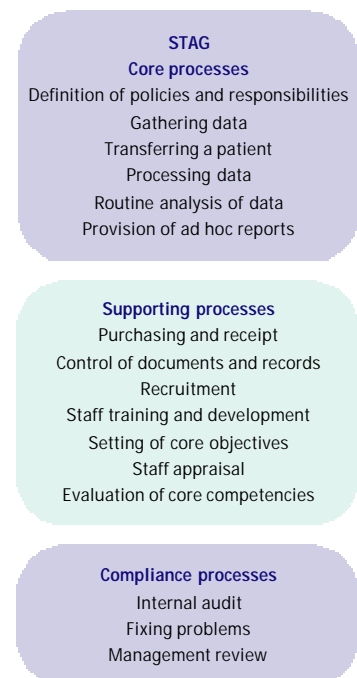 STAG
Core processes
Definition of policies and responsibilities
Gathering data
Transferring a patient
Processing data
Routine analysis of data
Provision of ad hoc reports
Supporting processes
Purchasing and receipt
Control of documents and records
Recruitment
Staff training and development
Setting of core objectives
Staff appraisal
Evaluation of core competencies
Compliance processes
Internal audit
Fixing problems
Management review